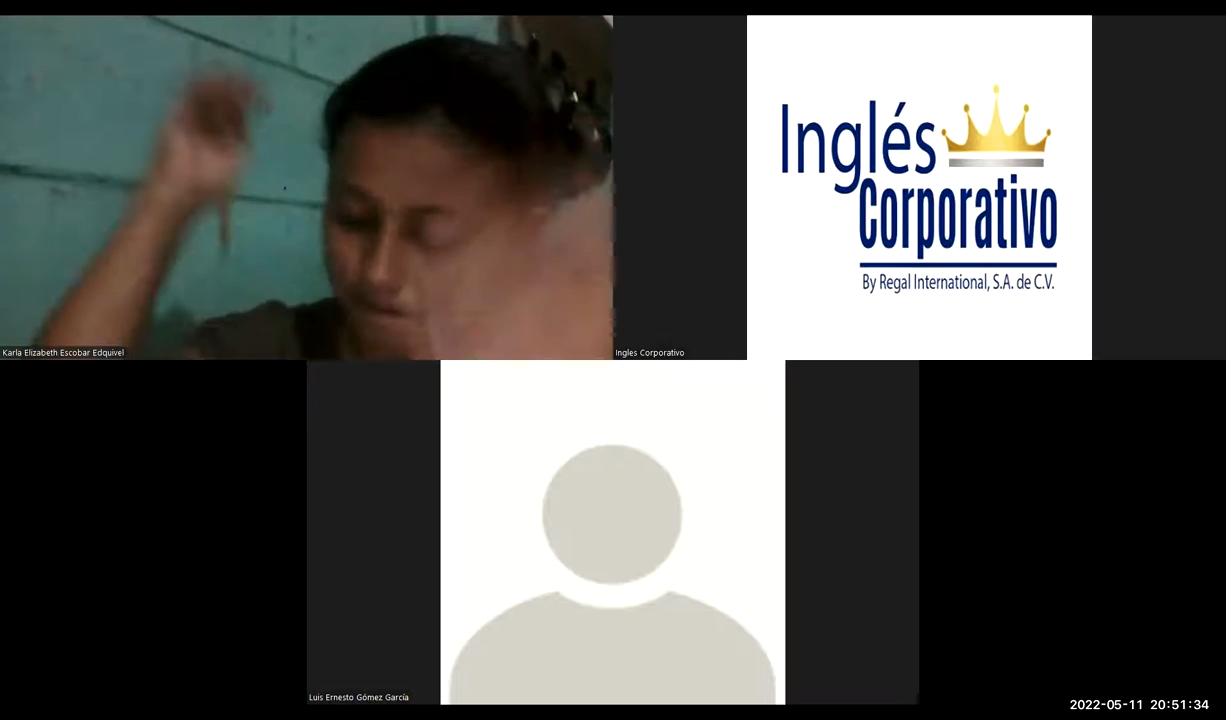 Inglés
Corporativo
By Regal International, S.A. de C.V.
Karla Elizabeth Escobar Edquivel
Ingles Corporativo
Luis Ernesto Gómez García
2022-05-11 20:51:34